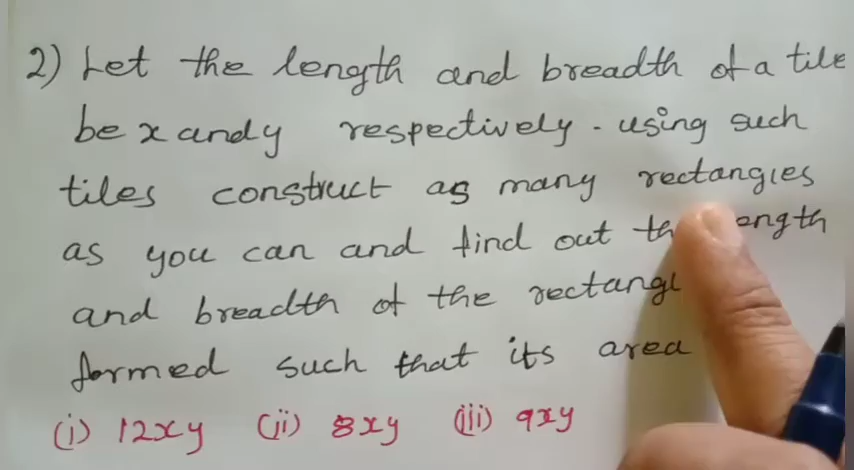 2) Let the length and breadth of a tile
be x and y respectively. using such
tiles construct as many rectangles
as you can and find out ength
and breadth of the rectangl
formed such that its area
(i) 12xy (ii) 8xy (iii) 9xy